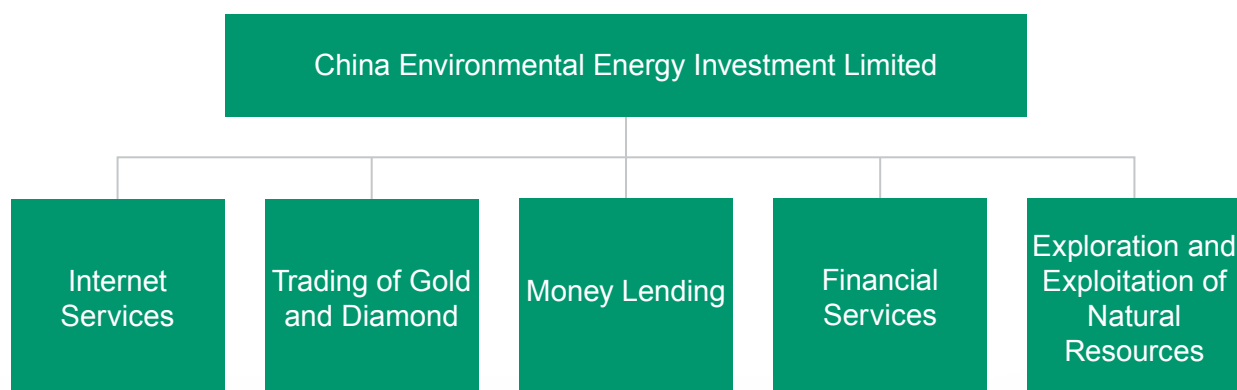 China Environmental Energy Investment Limited
Internet
Services
Trading of Gold
and Diamond
Money Lending
Financial
Services
Exploration and
Exploitation of
Natural
Resources